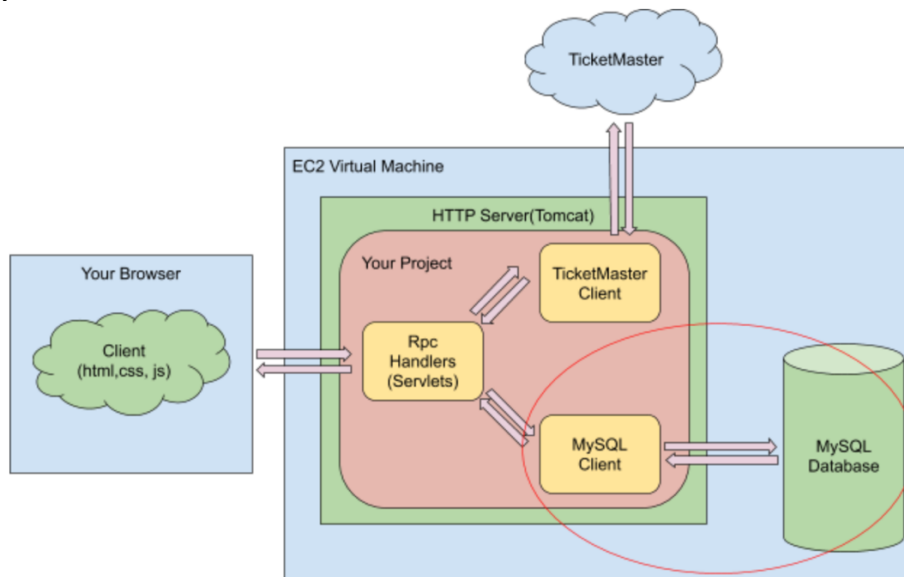 TicketMaster
EC2 Virtual Machine
HTTP Server(Tomcat)
Your Browser
Client
(html,css, js)
Your Project
TicketMaster
Client
Rpc
Handlers
(Servlets)
MySQL
Client
MySQL
Database